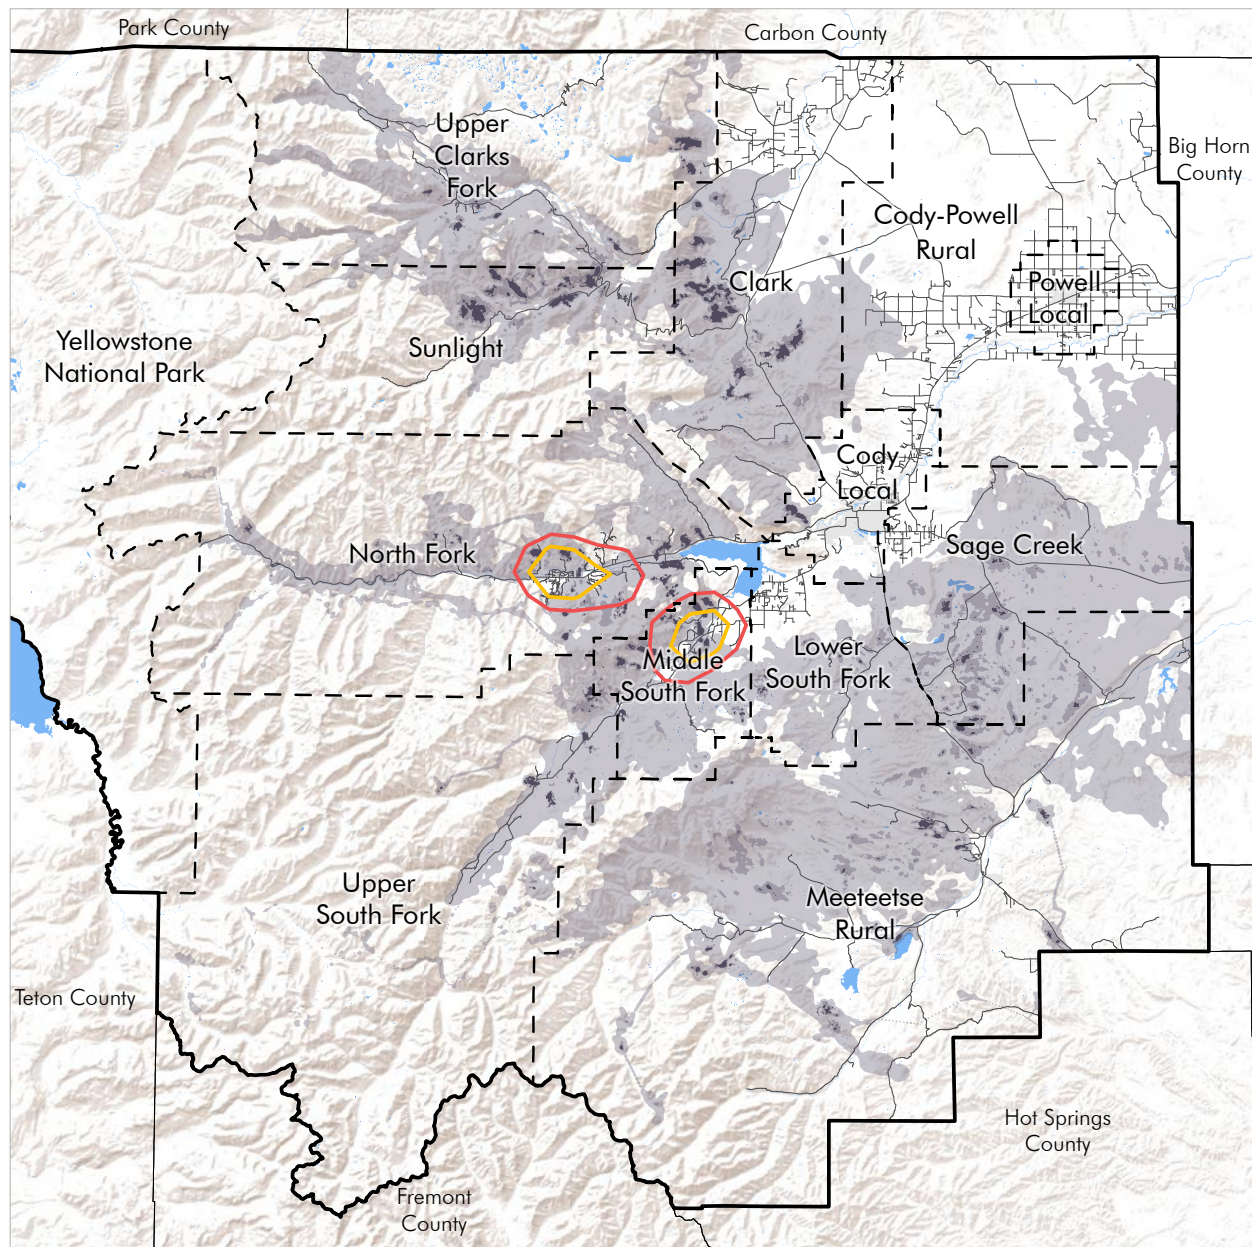 Park County
Carbon County
Upper
Clarks
Fork
Big Horn
County
Cody-Powell
Rural
Clark
Powell
Local
Yellowstone
National Park
Sunlight
Cody
Local
North Fork
Sage Creek
Middle
South Fork
Lower
South Fork
Upper
South Fork
Meeteetse
Rural
Teton County
Hot Springs
County
Fremont
County